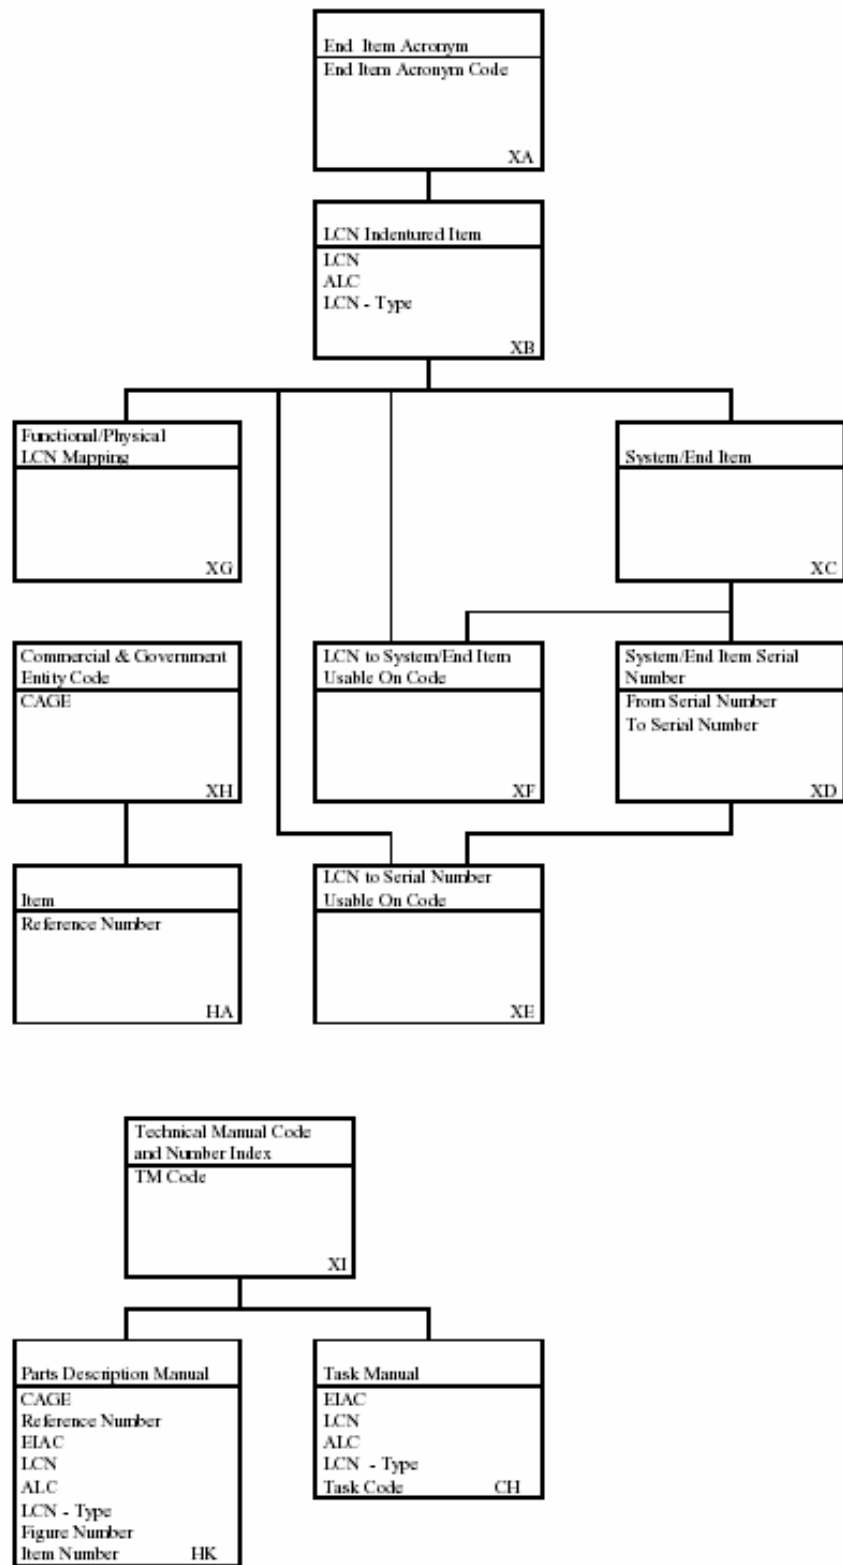 End Item Acronym
End Item Acronym Code
XA
LCN Indentured Item
LCN
ALC
LCN - Type
XB
Functional/Physical
LCN Mapping
XG
System/End Item
XC
Commercial & Government
Entity Code
CAGE
XH
LCN to System/End Item
Usable On Code
XF
System/End Item Serial
Number
From Serial Number
To Serial Number
XD
Item
Reference Number
HA
LCN to Serial Number
Usable On Code
XE
Technical Manual Code
and Number Index
TM Code
XI
Parts Description Manual
CAGE
Reference Number
EIAC
LCN
ALC
LCN - Type
Figure Number
Item Number HK
Task Manual
EIAC
LCN
ALC
LCN - Type
Task Code CH